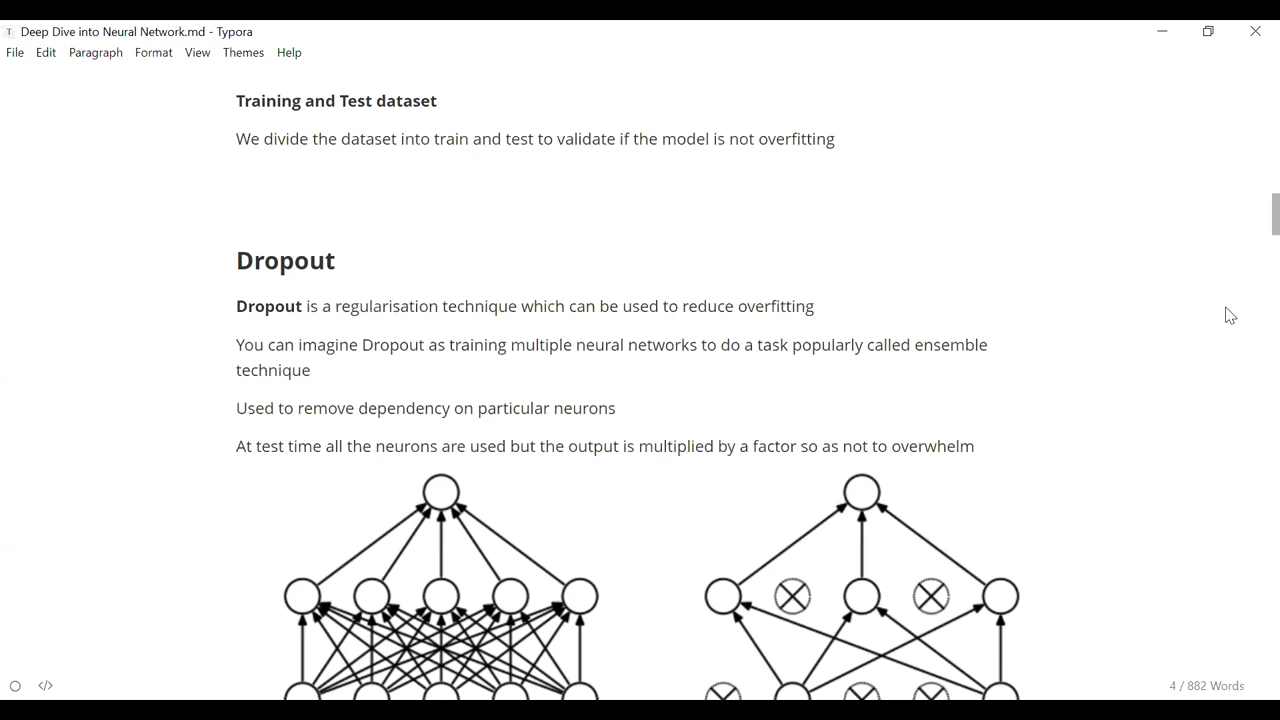 T Deep Dive into Neural Network.md - Typora
File Edit Paragraph Format View Themes Help
Training and Test dataset
We divide the dataset into train and test to validate if the model is not overfitting
Dropout
Dropout is a regularisation technique which can be used to reduce overfitting
You can imagine Dropout as training multiple neural networks to do a task popularly called ensemble
technique
Used to remove dependency on particular neurons
At test time all the neurons are used but the output is multiplied by a factor so as not to overwhelm
</> 4 / 882 Words